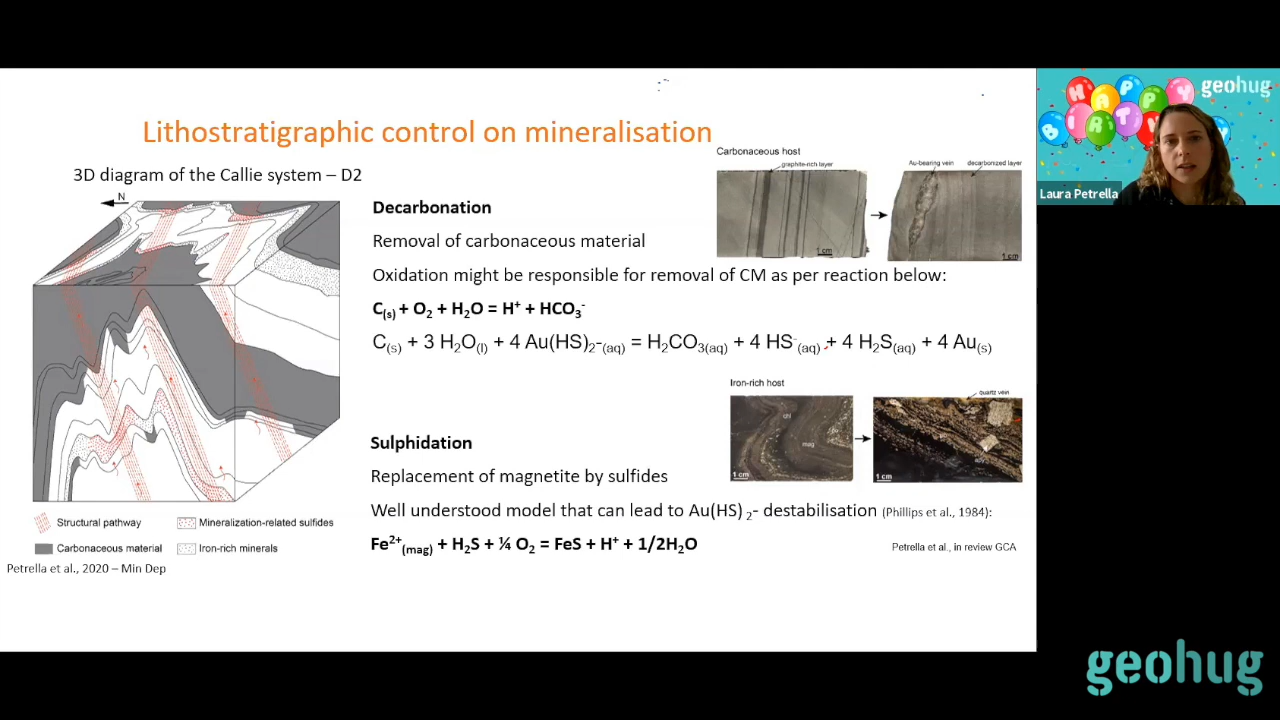 Lithostratigraphic control on mineralisation
3D diagram of the Callie system – D2
N
Structural pathway
Mineralization-related sulfides
Carbonaceous material
Iron-rich minerals
Petrella et al., 2020 – Min Dep
Decarbonation
Removal of carbonaceous material
Oxidation might be responsible for removal of CM as per reaction below:
C(s) + O2 + H2O = H+ + HCO3-
C(s) + 3 H2O(l) + 4 Au(HS)2-(aq) = H2CO3(aq) + 4 HS-(aq) + 4 H2S(aq) + 4 Au(s)
Carbonaceous host
graphite-rich layer
Au-bearing vein
decarbonized layer
1 cm
1 cm
Sulphidation
Replacement of magnetite by sulfides
Well understood model that can lead to Au(HS) 2- destabilisation (Phillips et al., 1984):
Fe2+(mag) + H2S + ¼ O2 = FeS + H+ + 1/2H2O
Iron-rich host
chl
mag
quartz vein
1 cm
1 cm
Petrella et al., in review GCA
HAPPY
BIRTH
geohug
Laura Petrella
geohug